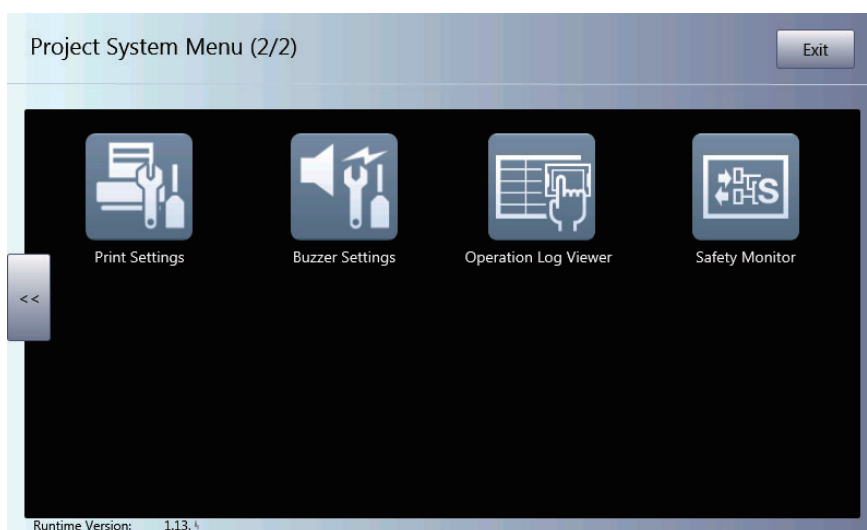 Project System Menu (2/2)
Exit
Print Settings
Buzzer Settings
Operation Log Viewer
Safety Monitor
<<
Runtime Version: 1.13.